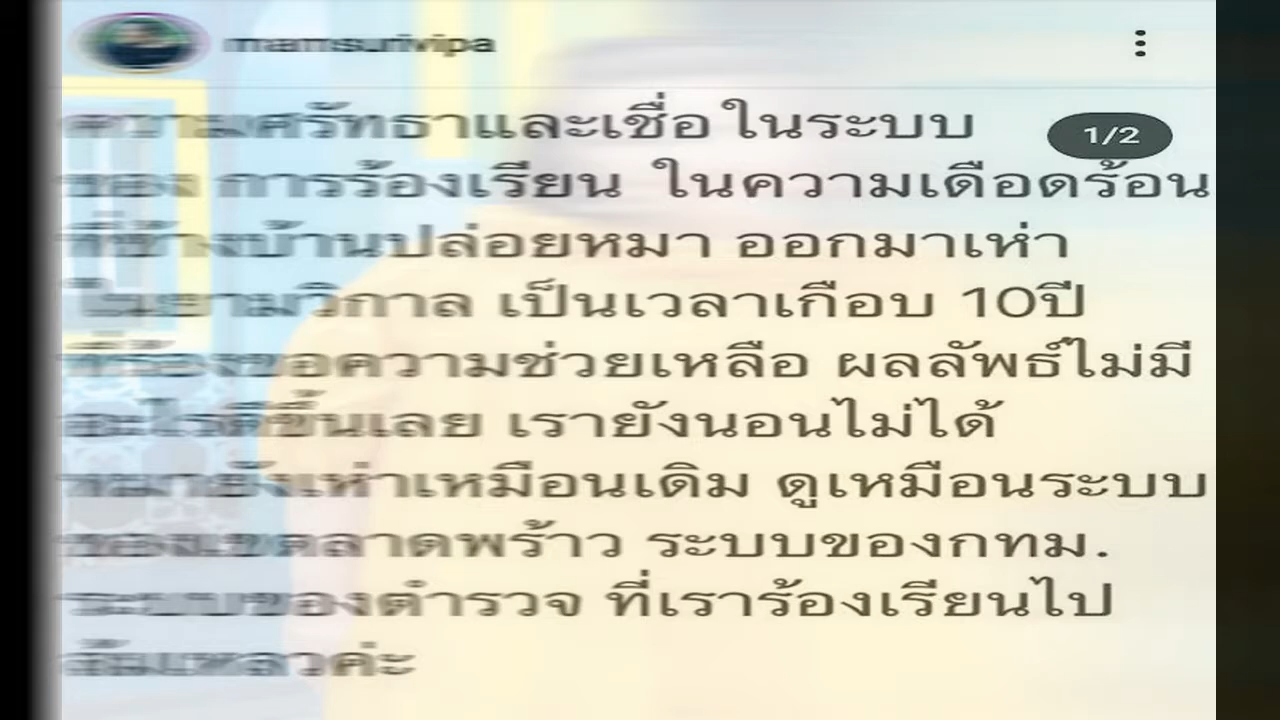 mamsurivipa
ความศรัทธาและเชื่อ ในระบบ
1/2
ของ การร้องเรียน ในความเดือดร้อน
ที่ข้างบ้านปล่อยหมา ออกมาเห่า
ในยามวิกาล เป็นเวลาเกือบ 10ปี
ที่ร้องขอความช่วยเหลือ ผลลัพธ์ไม่มี
อะไรดีขึ้นเลย เรายังนอนไม่ได้
หมายังเห่าเหมือนเดิม ดูเหมือนระบบ
ของเขตลาดพร้าว ระบบของกทม.
ระบบของตำรวจ ที่เราร้องเรียนไป
ล้มเหลวค่ะ